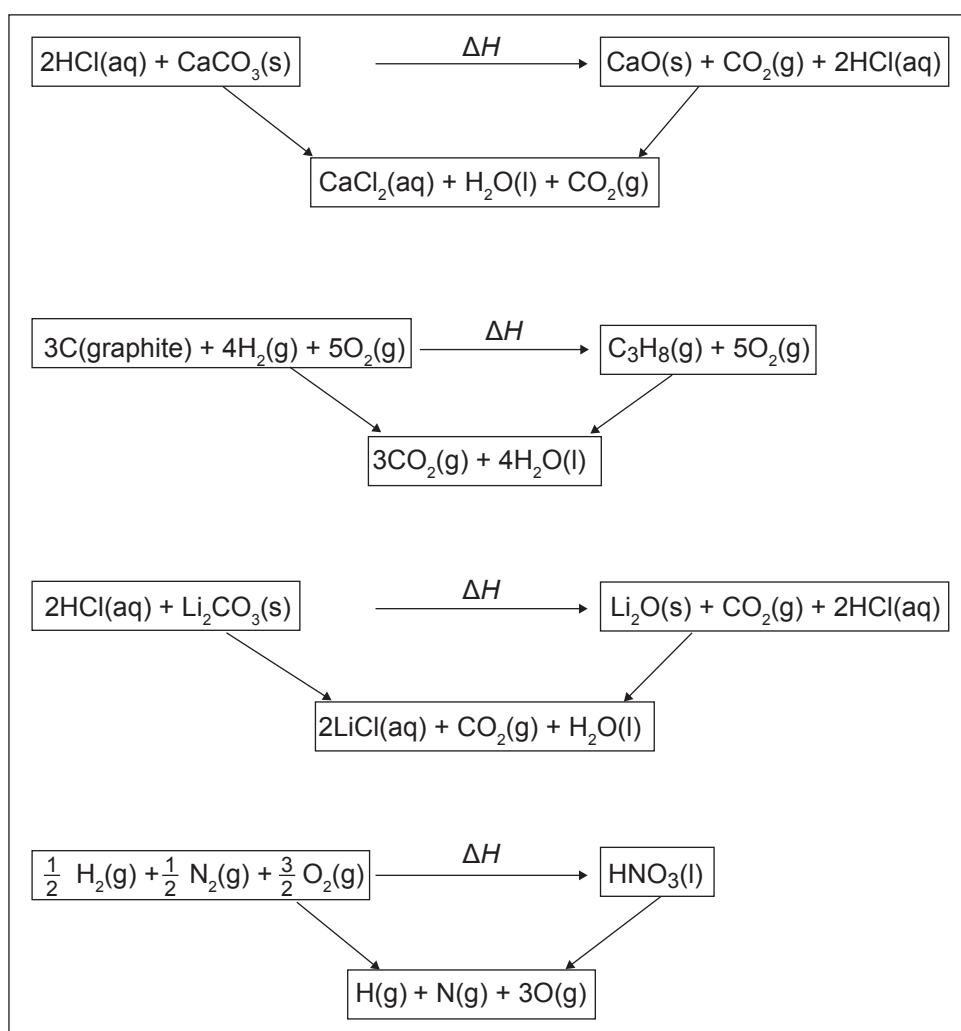 ΔH
2HCl(aq) + CaCO₃(s) CaO(s) + CO₂(g) + 2HCl(aq)
CaCl₂(aq) + H₂O(l) + CO₂(g)
ΔH
3C(graphite) + 4H₂(g) + 5O₂(g) C₃H₈(g) + 5O₂(g)
3CO₂(g) + 4H₂O(l)
ΔH
2HCl(aq) + Li₂CO₃(s) Li₂O(s) + CO₂(g) + 2HCl(aq)
2LiCl(aq) + CO₂(g) + H₂O(l)
ΔH
½ H₂(g) + ½ N₂(g) + 3/2 O₂(g) HNO₃(l)
H(g) + N(g) + 3O(g)